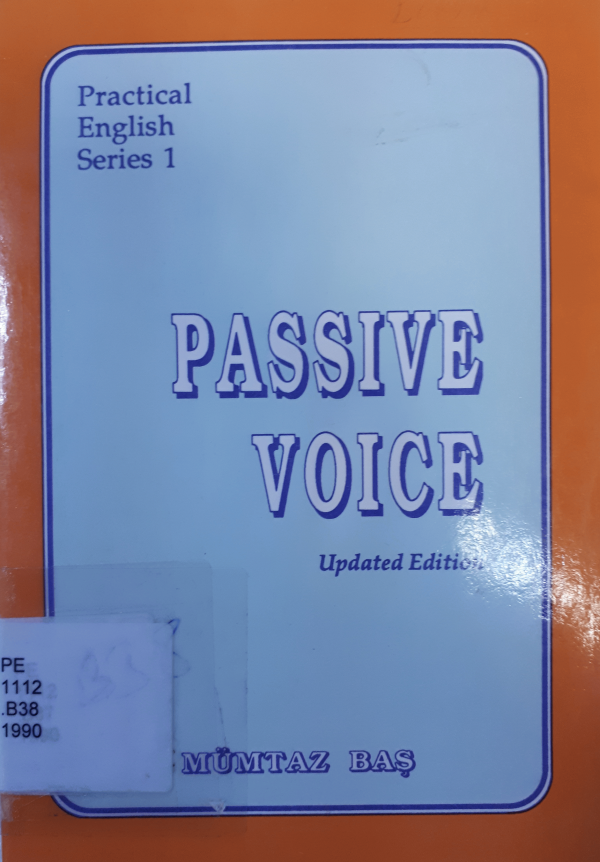 Practical
English
Series 1
PASSIVE
VOICE
Updated Edition
PE
1112
.B38
1990
MÜMTAZ BAŞ